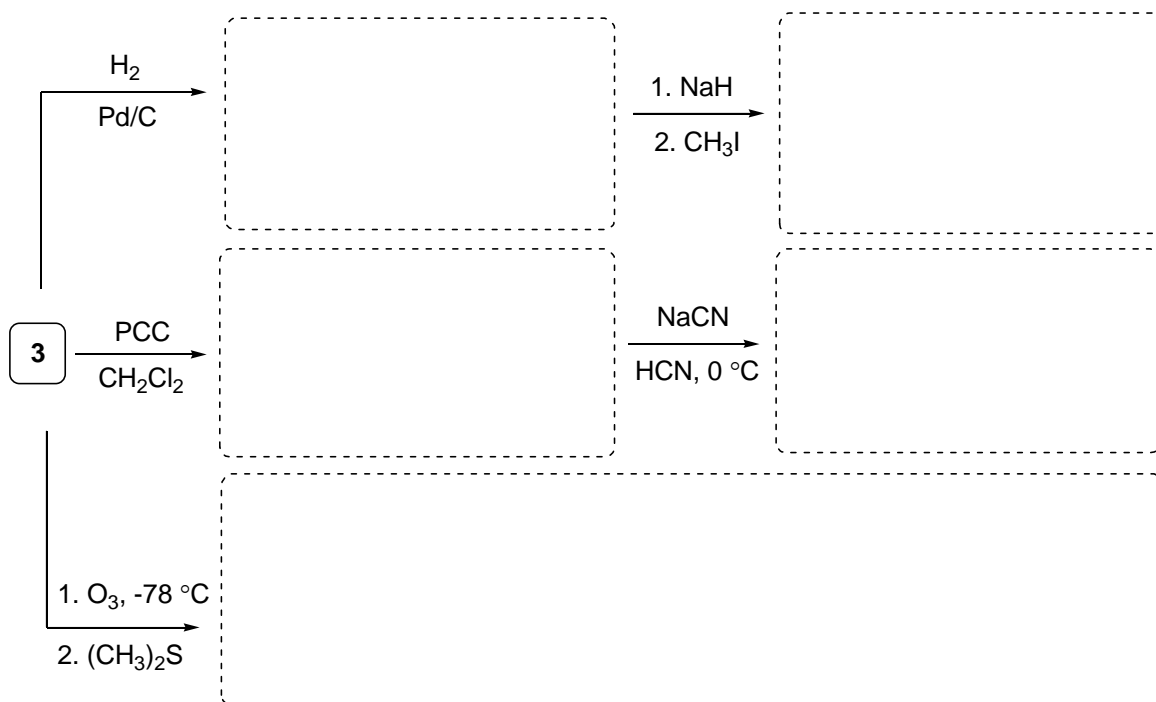 H₂
Pd/C
1. NaH
2. CH₃I
3
PCC
CH₂Cl₂
NaCN
HCN, 0 °C
1. O₃, -78 °C
2. (CH₃)₂S